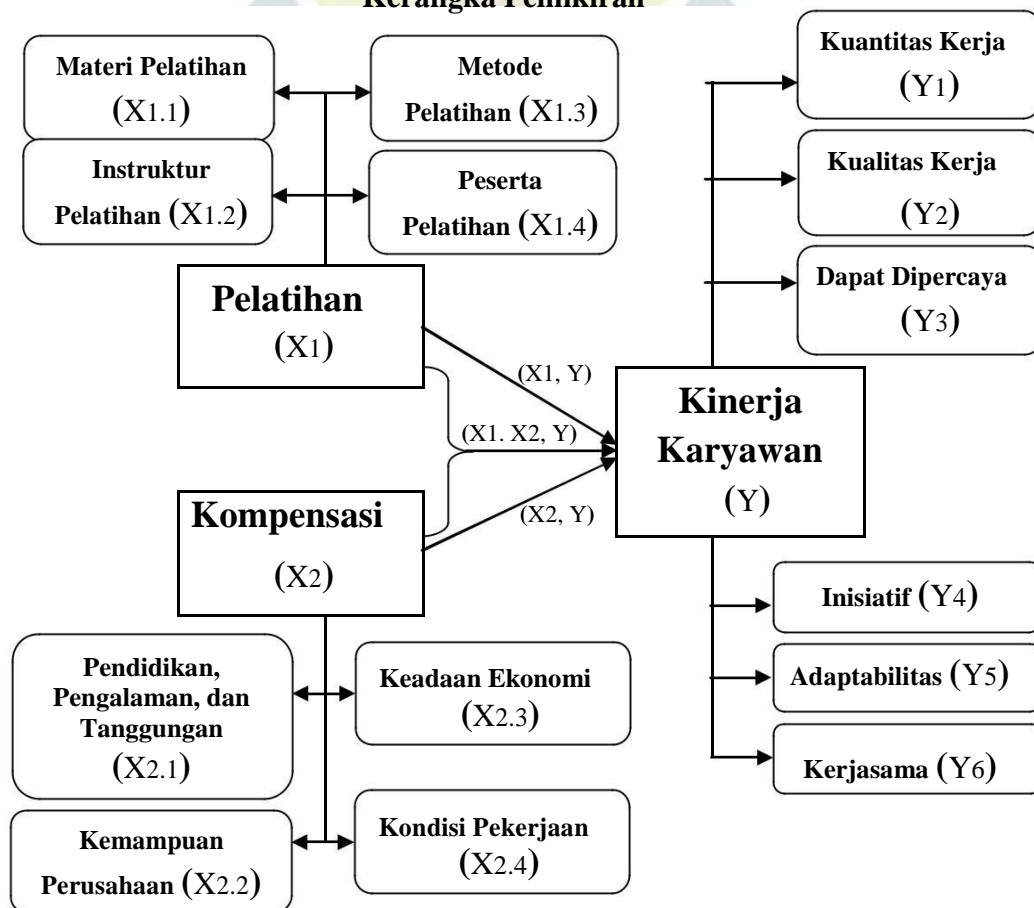 Kerangka Pemikiran
Materi Pelatihan
(X1.1)
Metode
Pelatihan (X1.3)
Instruktur
Pelatihan (X1.2)
Peserta
Pelatihan (X1.4)
Pelatihan
(X1)
Kuantitas Kerja
(Y1)
Kualitas Kerja
(Y2)
Dapat Dipercaya
(Y3)
(X1, Y)
(X1. X2, Y)
(X2, Y)
Kinerja
Karyawan
(Y)
Kompensasi
(X2)
Pendidikan,
Pengalaman, dan
Tanggungan
(X2.1)
Keadaan Ekonomi
(X2.3)
Kemampuan
Perusahaan (X2.2)
Kondisi Pekerjaan
(X2.4)
Inisiatif (Y4)
Adaptabilitas (Y5)
Kerjasama (Y6)